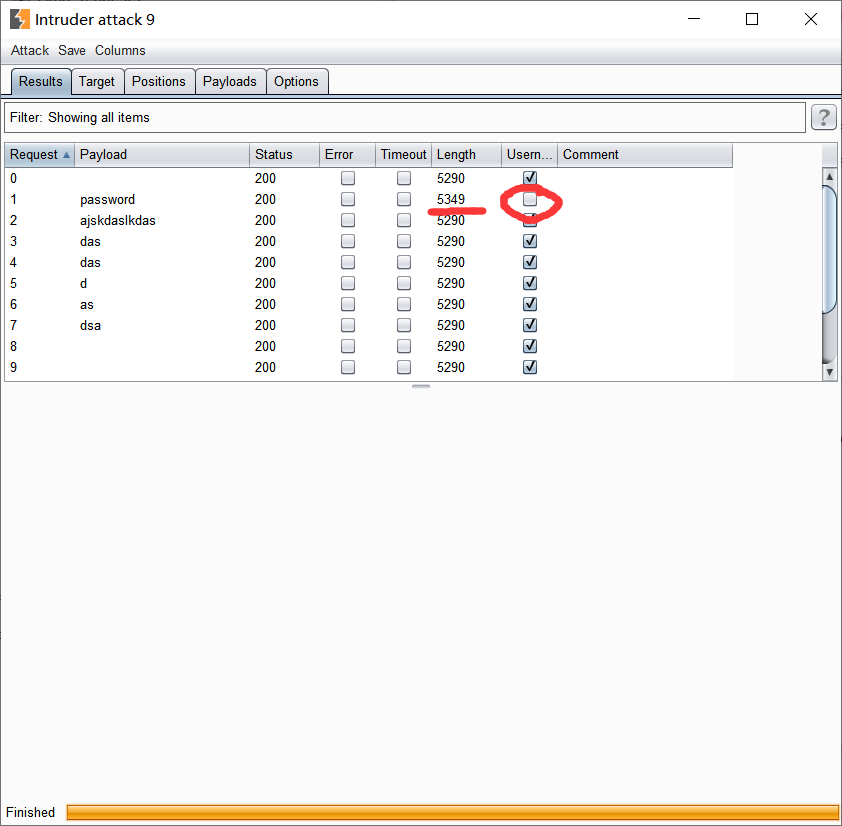 Intruder attack 9
Attack Save Columns
Results Target Positions Payloads Options
Filter: Showing all items ?
Request Payload Status Error Timeout Length Usern... Comment
0 200 5290
1 password 200 5349
2 ajskdaslkdas 200 5290
3 das 200 5290
4 das 200 5290
5 d 200 5290
6 as 200 5290
7 dsa 200 5290
8 200 5290
9 200 5290
Finished